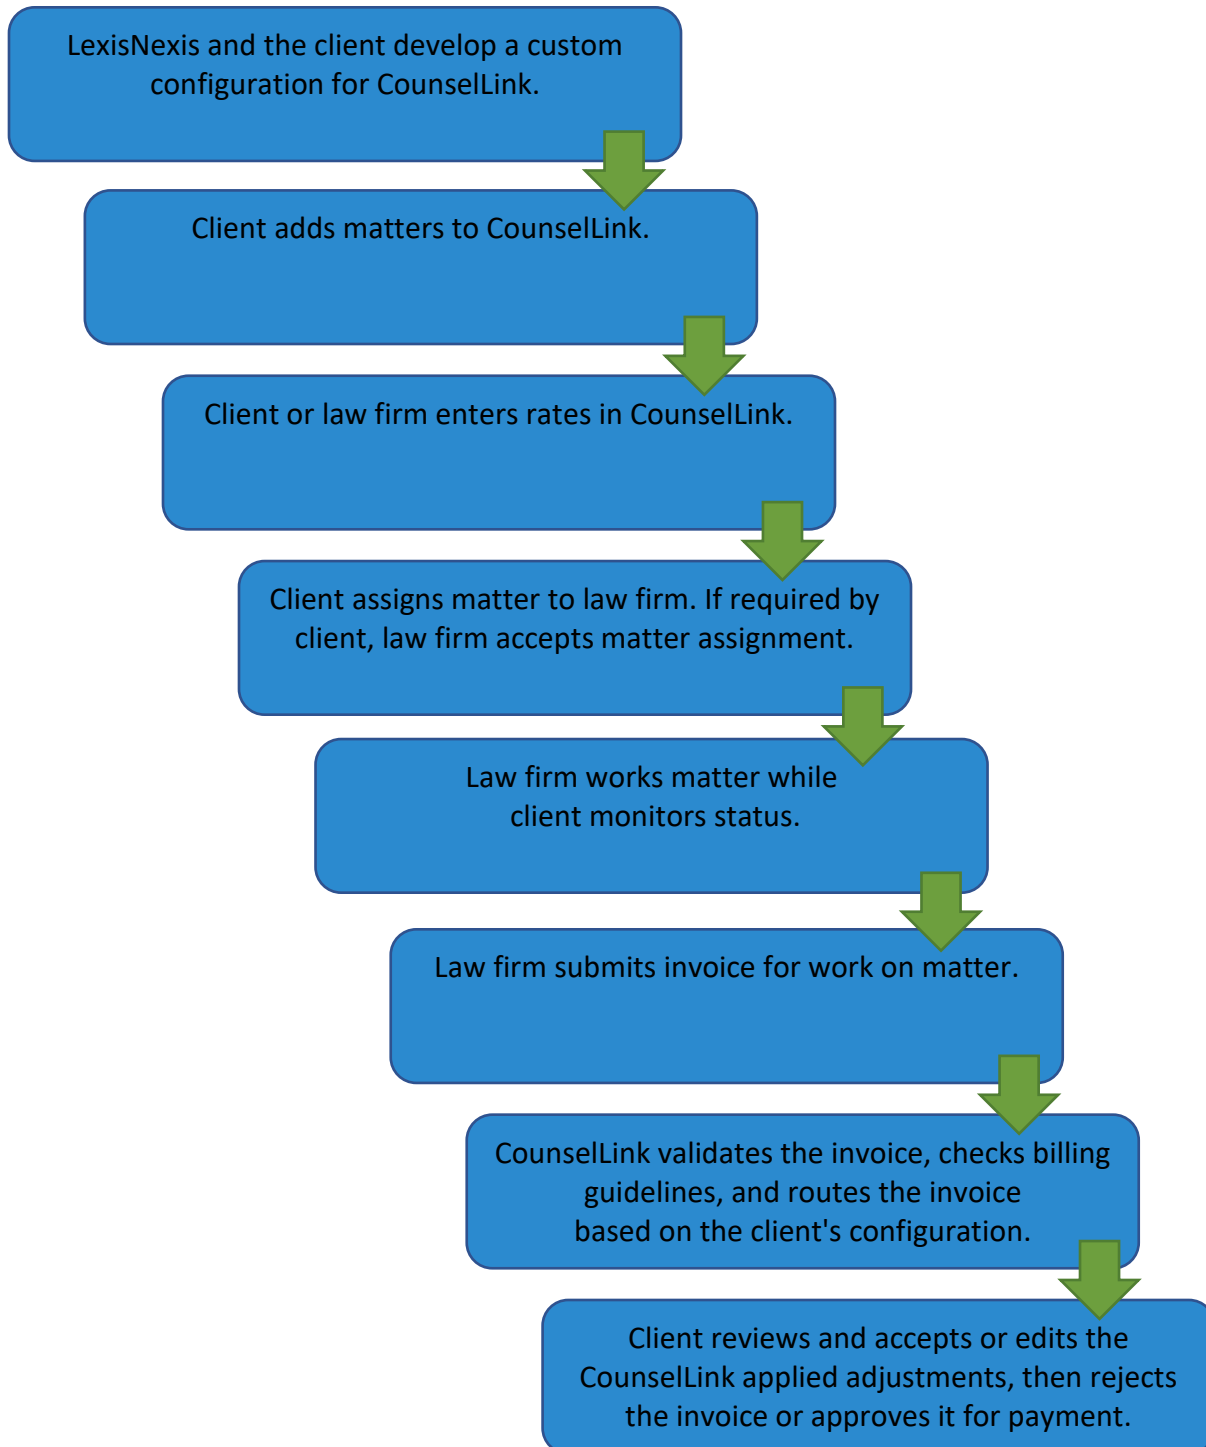 LexisNexis and the client develop a custom
configuration for CounselLink.
Client adds matters to CounselLink.
Client or law firm enters rates in CounselLink.
Client assigns matter to law firm. If required by
client, law firm accepts matter assignment.
Law firm works matter while
client monitors status.
Law firm submits invoice for work on matter.
CounselLink validates the invoice, checks billing
guidelines, and routes the invoice
based on the client's configuration.
Client reviews and accepts or edits the
CounselLink applied adjustments, then rejects
the invoice or approves it for payment.